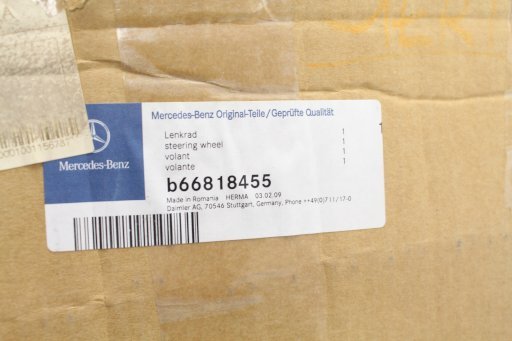 Mercedes-Benz Original-Teile/Geprüfte Qualität
Lenkrad 1
steering wheel 1
volant 1
volante 1
Mercedes-Benz
b66818455
Made in Romania HERMA 03.02.09
Daimler AG, 70546 Stuttgart, Germany, Phone ++49(0)711/17-0